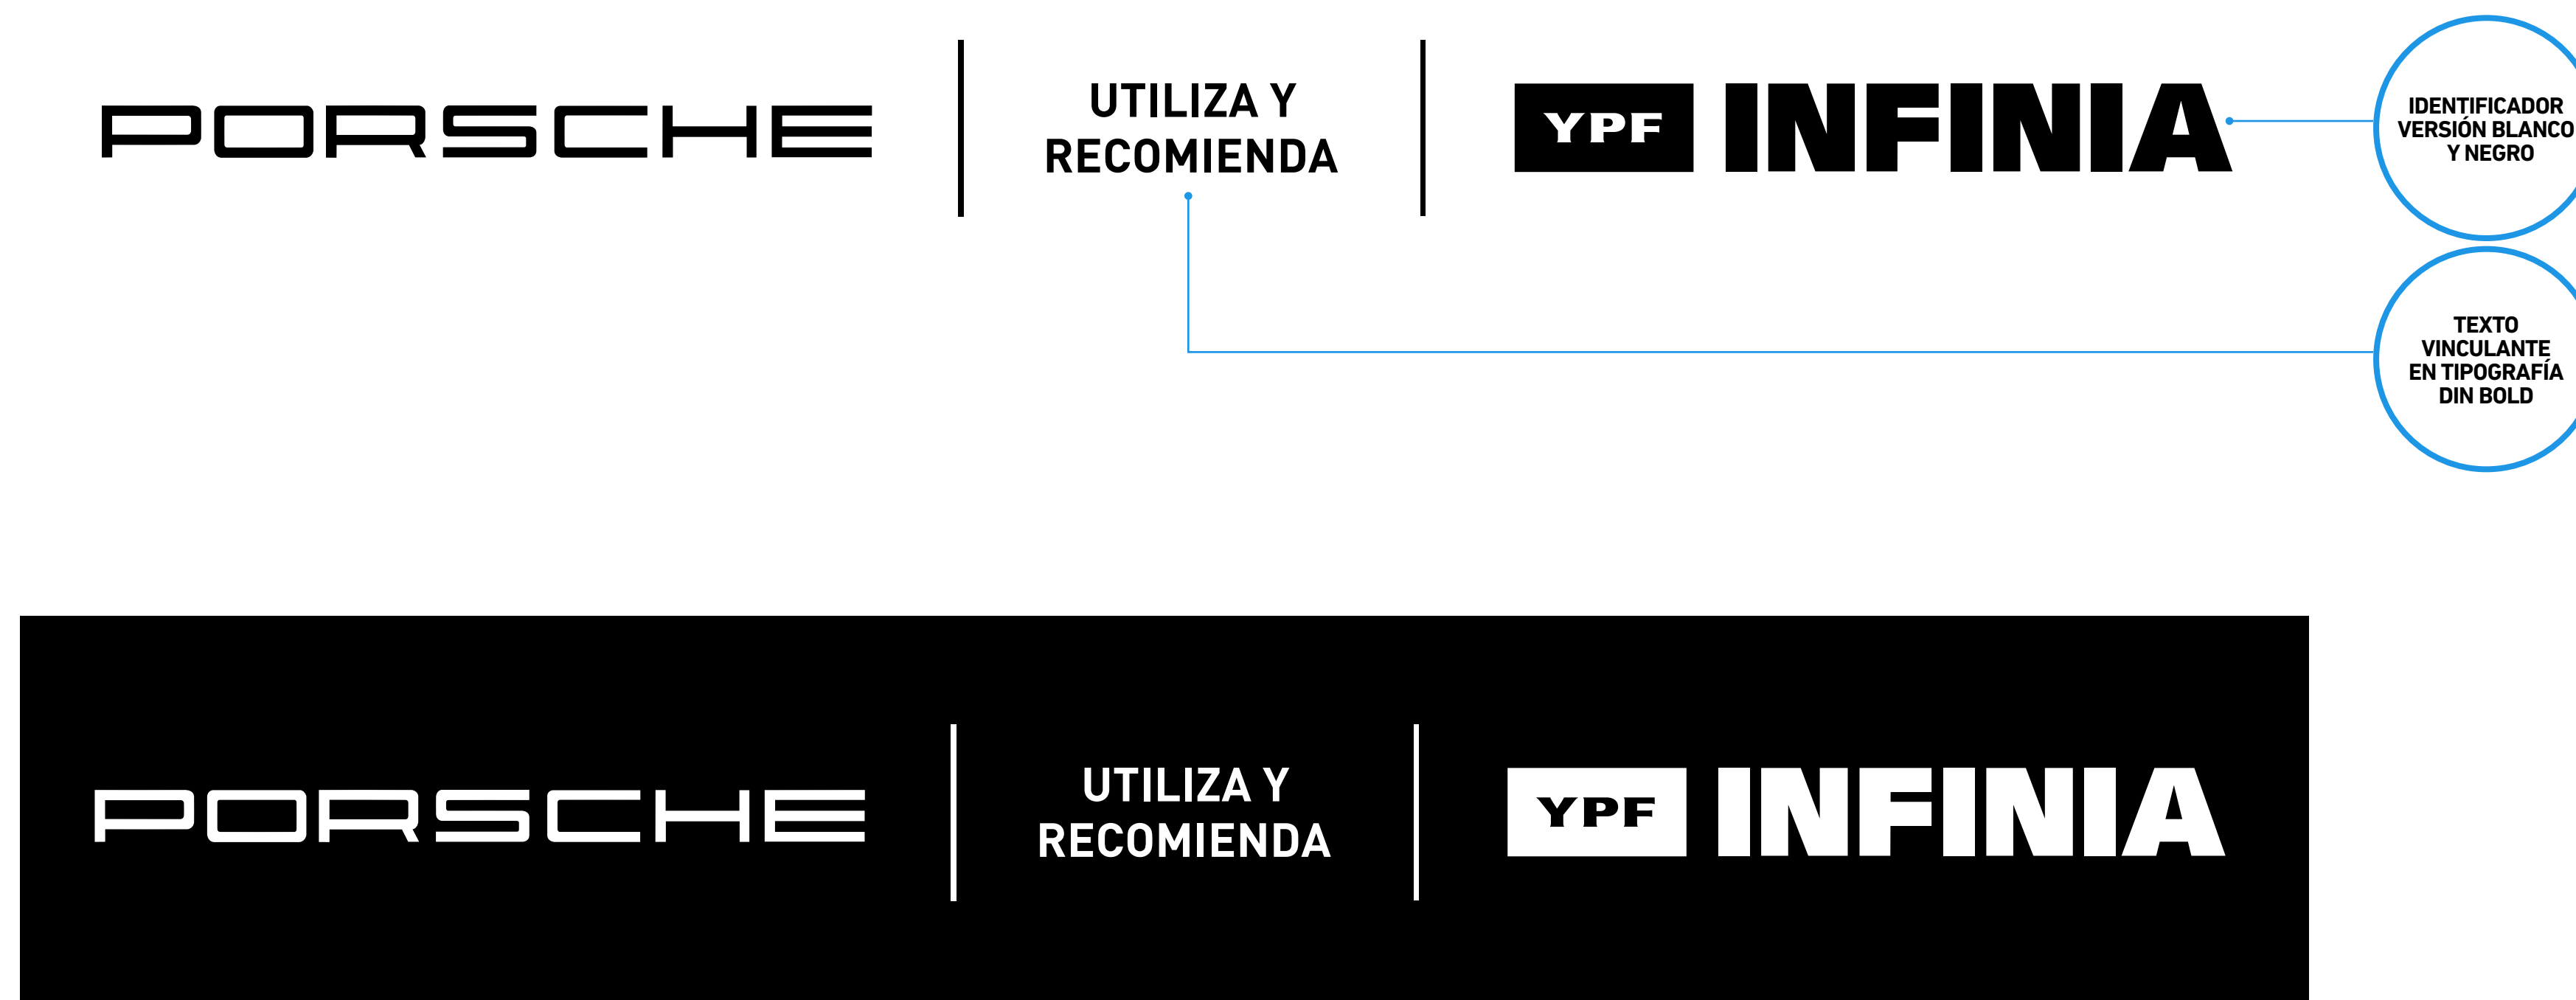 PORSCHE
UTILIZA Y
RECOMIENDA
YPF INFINIA
IDENTIFICADOR
VERSIÓN BLANCO
Y NEGRO
TEXTO
VINCULANTE
EN TIPOGRAFÍA
DIN BOLD
PORSCHE
UTILIZA Y
RECOMIENDA
YPF INFINIA